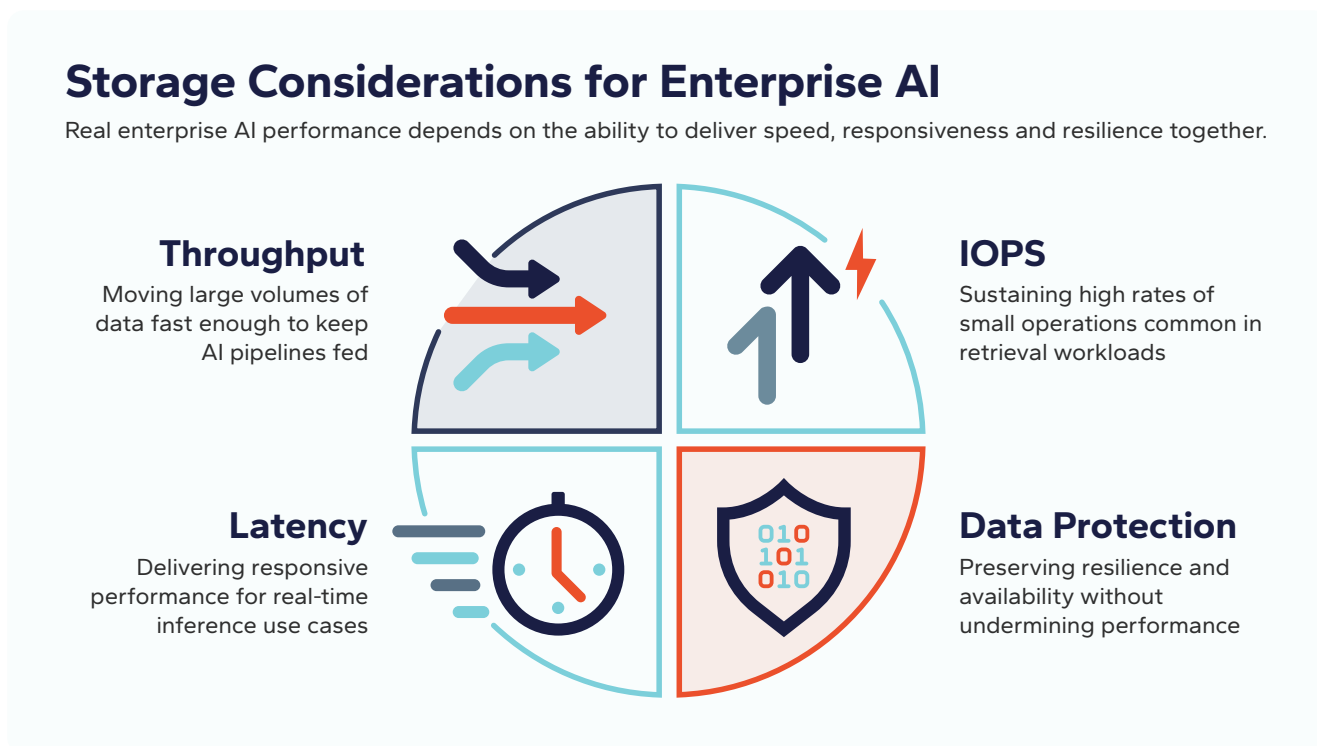 Storage Considerations for Enterprise AI
Real enterprise AI performance depends on the ability to deliver speed, responsiveness and resilience together.
Throughput
Moving large volumes of
data fast enough to keep
AI pipelines fed
IOPS
Sustaining high rates of
small operations common in
retrieval workloads
Latency
Delivering responsive
performance for real-time
inference use cases
010
101
010
Data Protection
Preserving resilience and
availability without
undermining performance